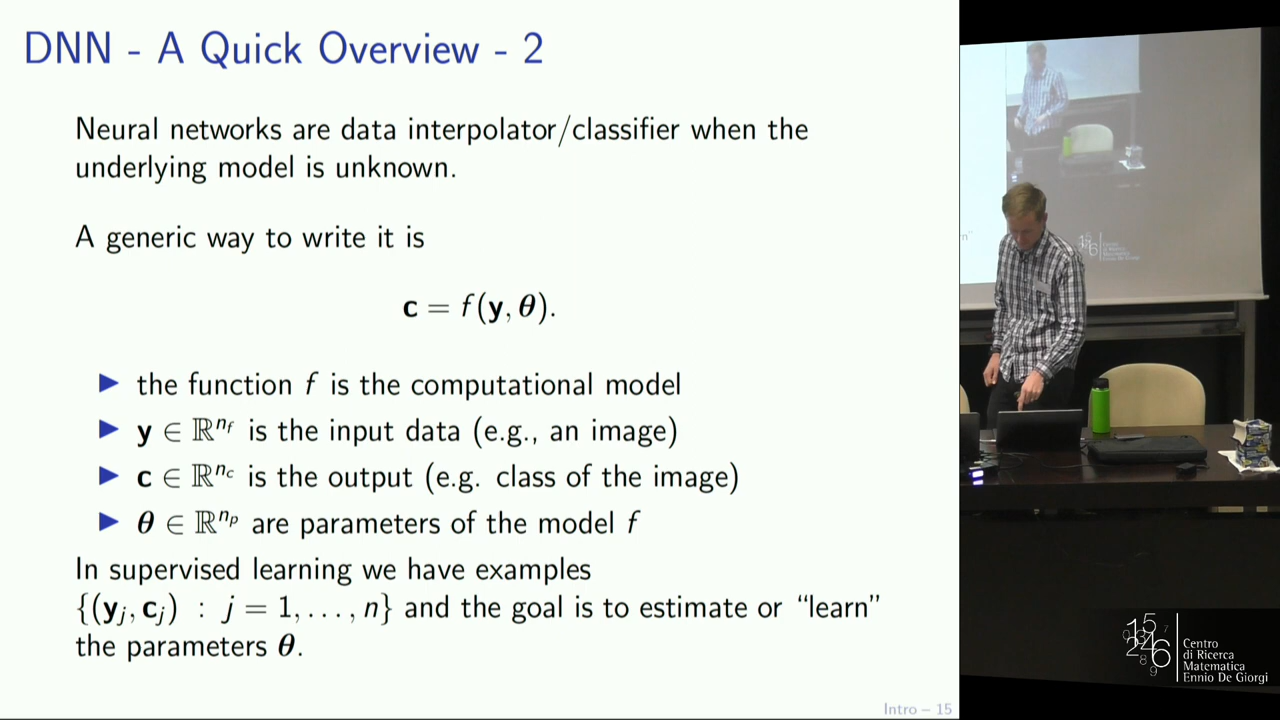 DNN - A Quick Overview - 2
Neural networks are data interpolator/classifier when the
underlying model is unknown.
A generic way to write it is
c = f(y, θ).
▶ the function f is the computational model
▶ y ∈ ℝ^{n_f} is the input data (e.g., an image)
▶ c ∈ ℝ^{n_c} is the output (e.g. class of the image)
▶ θ ∈ ℝ^{n_p} are parameters of the model f
In supervised learning we have examples
{(y_j, c_j) : j = 1, . . . , n} and the goal is to estimate or “learn”
the parameters θ.
Intro – 15
Centro
di Ricerca
Matematica
Ennio De Giorgi